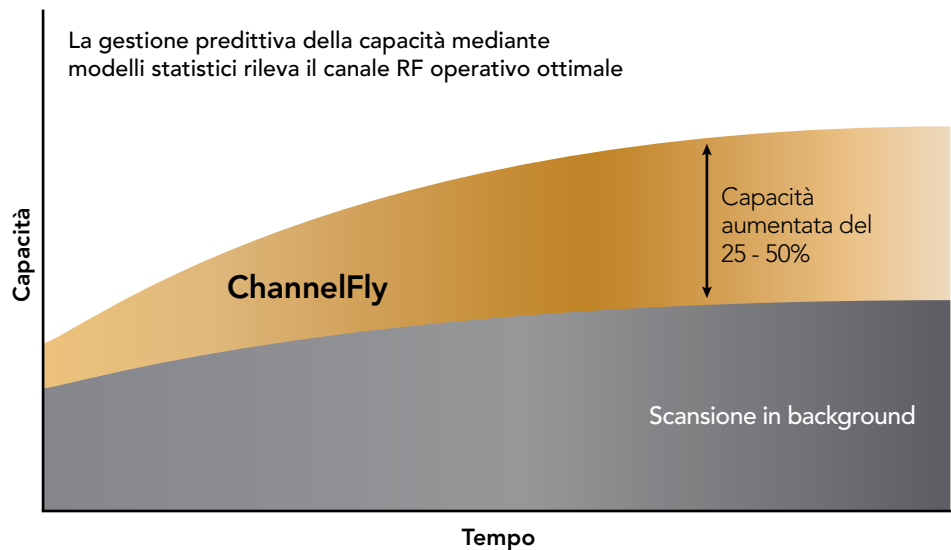 La gestione predittiva della capacità mediante
modelli statistici rileva il canale RF operativo ottimale
Capacità
aumentata del
25 - 50%
ChannelFly
Scansione in background
Capacità
Tempo